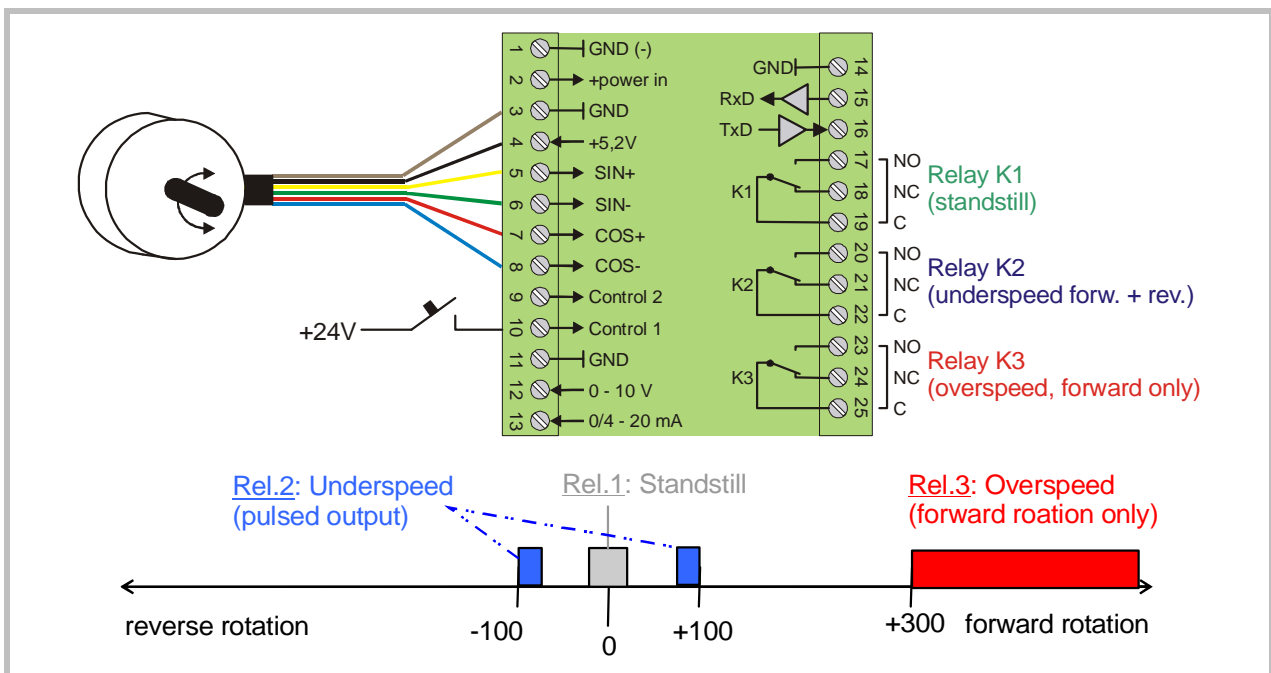 1 GND (-)
2 +power in
3 GND
4 +5,2V
5 SIN+
6 SIN-
7 COS+
8 COS-
9 Control 2
10 Control 1
11 GND
12 0 - 10 V
13 0/4 - 20 mA
+24V
GND 14
RxD 15
TxD 16
17 NO
K1 18 NC
19 C
Relay K1
(standstill)
20 NO
K2 21 NC
22 C
Relay K2
(underspeed forw. + rev.)
23 NO
K3 24 NC
25 C
Relay K3
(overspeed, forward only)
Rel.2: Underspeed
(pulsed output)
Rel.1: Standstill
Rel.3: Overspeed
(forward roation only)
reverse rotation
-100
0
+100
+300
forward rotation